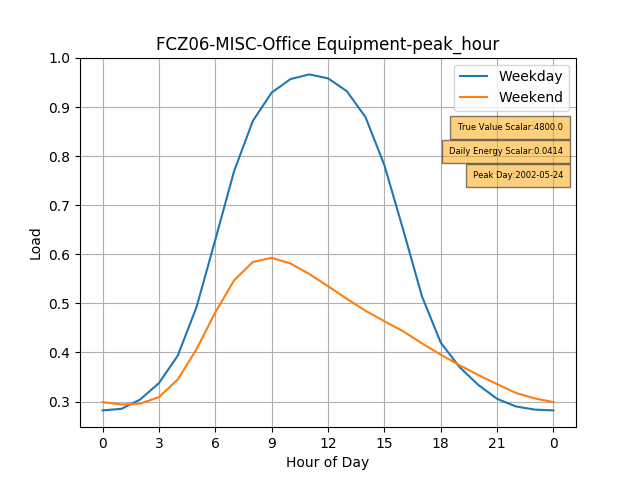 FCZ06-MISC-Office Equipment-peak_hour
1.0
0.9
0.8
0.7
0.6
0.5
0.4
0.3
Load
Weekday
Weekend
True Value Scalar:4800.0
Daily Energy Scalar:0.0414
Peak Day:2002-05-24
0 3 6 9 12 15 18 21 0
Hour of Day